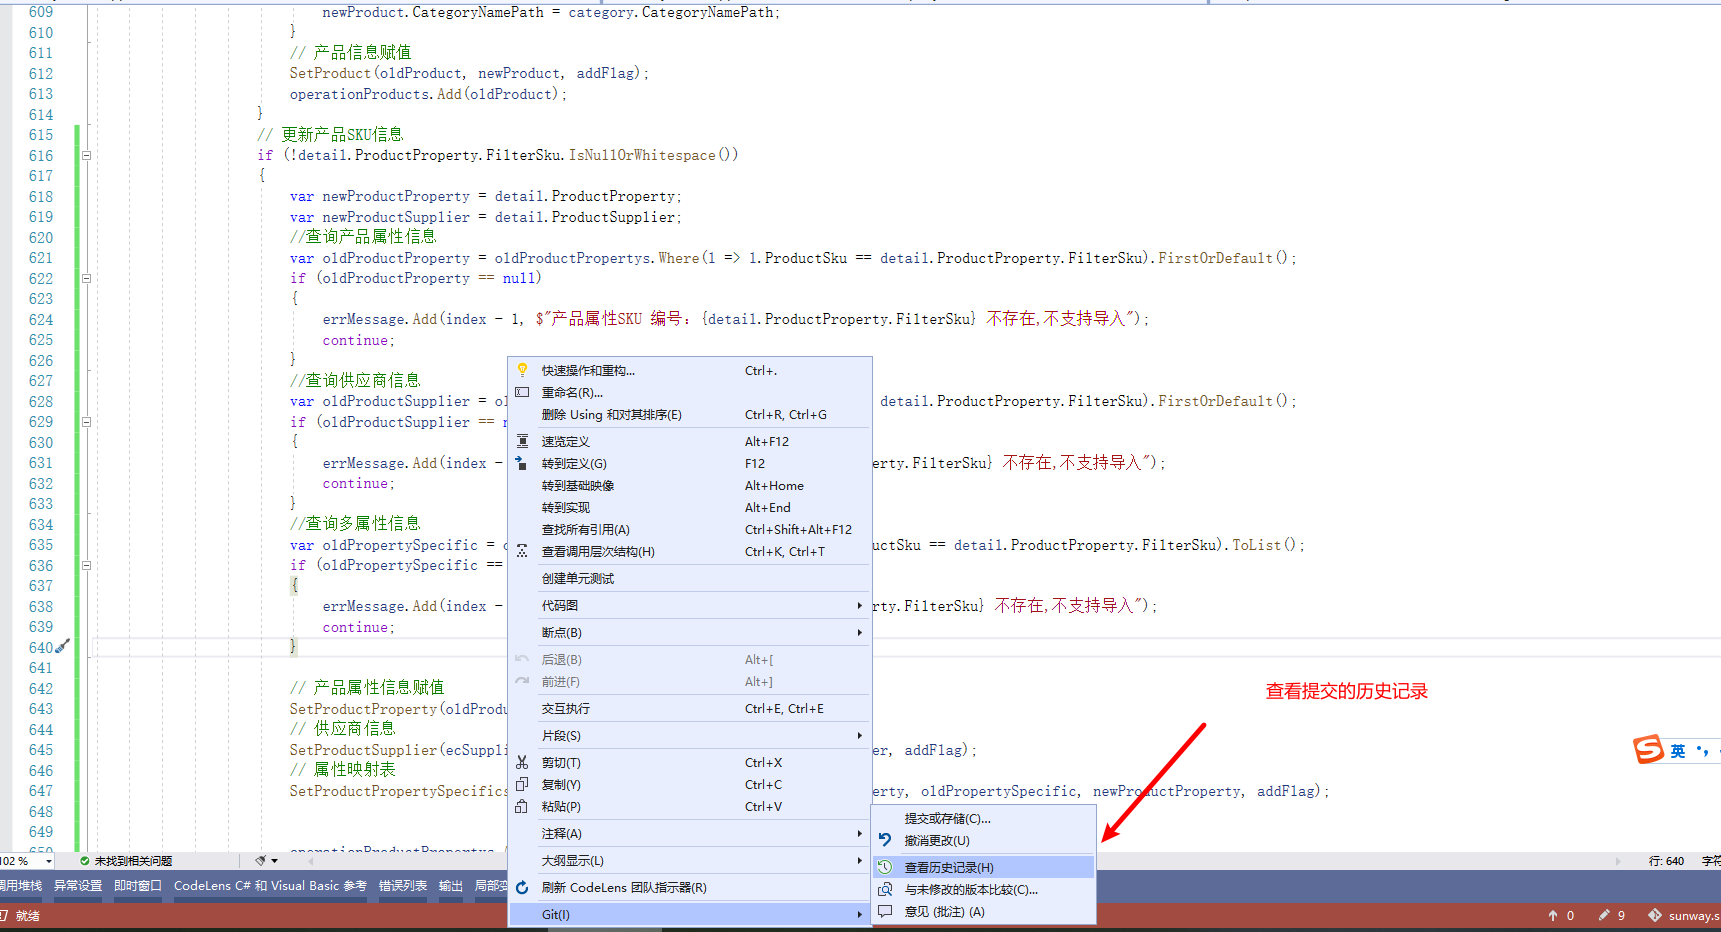 609 newProduct.CategoryNamePath = category.CategoryNamePath;
610 }
611 // 产品信息赋值
612 SetProduct(oldProduct, newProduct, addFlag);
613 operationProducts.Add(oldProduct);
614 }
615 // 更新产品SKU信息
616 if (!detail.ProductProperty.FilterSku.IsNullOrWhitespace())
617 {
618 var newProductProperty = detail.ProductProperty;
619 var newProductSupplier = detail.ProductSupplier;
620 //查询产品属性信息
621 var oldProductProperty = oldProductPropertys.Where(l => l.ProductSku == detail.ProductProperty.FilterSku).FirstOrDefault();
622 if (oldProductProperty == null)
623 {
624 errMessage.Add(index - 1, $"产品属性SKU 编号：{detail.ProductProperty.FilterSku} 不存在,不支持导入");
625 continue;
626 }
627 //查询供应商信息
628 var oldProductSupplier = detail.ProductProperty.FilterSku).FirstOrDefault();
629 if (oldProductSupplier ==
630 {
631 errMessage.Add(index - erty.FilterSku} 不存在,不支持导入");
632 continue;
633 }
634 //查询多属性信息
635 var oldPropertySpecific = uctSku == detail.ProductProperty.FilterSku).ToList();
636 if (oldPropertySpecific ==
637 {
638 errMessage.Add(index - rty.FilterSku} 不存在,不支持导入");
639 continue;
640 }
641
642 // 产品属性信息赋值
643 SetProductProperty(oldProdu
644 // 供应商信息
645 SetProductSupplier(ecSuppli er, addFlag);
646 // 属性映射表
647 SetProductPropertySpecifics erty, oldPropertySpecific, newProductProperty, addFlag);
648
649
快速操作和重构... Ctrl+.
重命名(R)...
删除 Using 和对其排序(E) Ctrl+R, Ctrl+G
速览定义 Alt+F12
转到定义(G) F12
转到基础映像 Alt+Home
转到实现 Alt+End
查找所有引用(A) Ctrl+Shift+Alt+F12
查看调用层次结构(H) Ctrl+K, Ctrl+T
创建单元测试
代码图
断点(B)
后退(B) Alt+[
前进(F) Alt+]
交互执行 Ctrl+E, Ctrl+E
片段(S)
剪切(T) Ctrl+X
复制(Y) Ctrl+C
粘贴(P) Ctrl+V
注释(A)
大纲显示(L)
刷新 CodeLens 团队指示器(R)
Git(I)
提交或存储(C)...
撤消更改(U)
查看历史记录(H)
与未修改的版本比较(C)...
意见 (批注) (A)
查看提交的历史记录
英
102 % 未找到相关问题 行: 640 字符
调用堆栈 异常设置 即时窗口 CodeLens C# 和 Visual Basic 参考 错误列表 输出 局部变
就绪 0 9 sunway.s